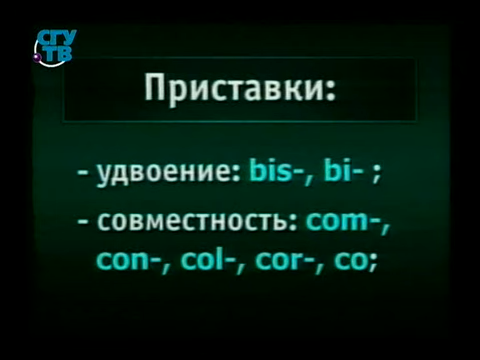 СГУ
ТВ
Приставки:
- удвоение: bis-, bi- ;
- совместность: com-,
con-, col-, cor-, co;